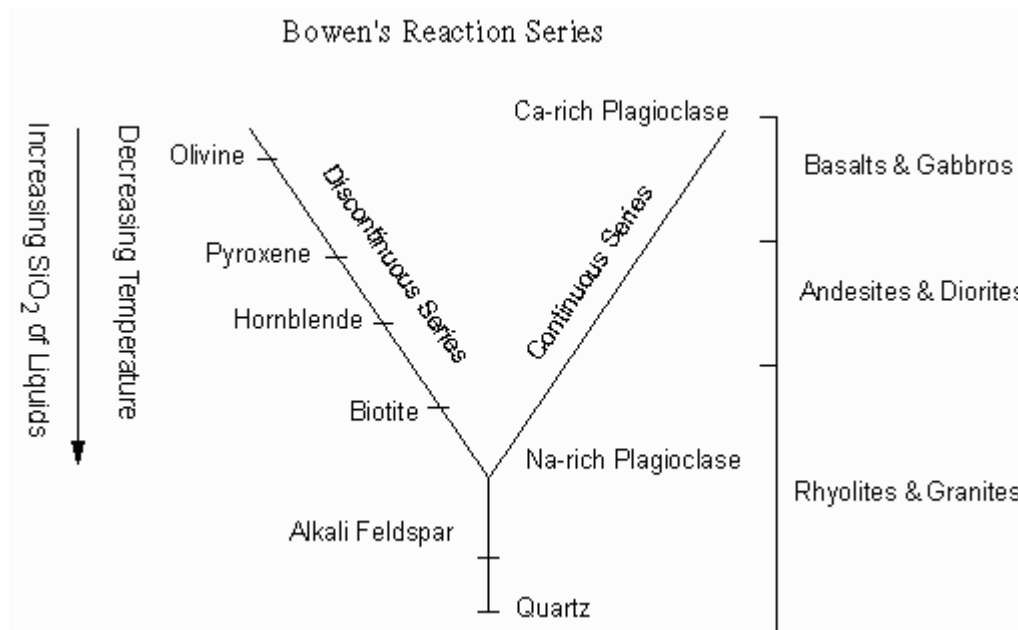 Bowen's Reaction Series
Increasing SiO₂ of Liquids
Decreasing Temperature
Olivine
Pyroxene
Hornblende
Biotite
Discontinuous Series
Continuous Series
Ca-rich Plagioclase
Na-rich Plagioclase
Alkali Feldspar
Quartz
Basalts & Gabbros
Andesites & Diorites
Rhyolites & Granites